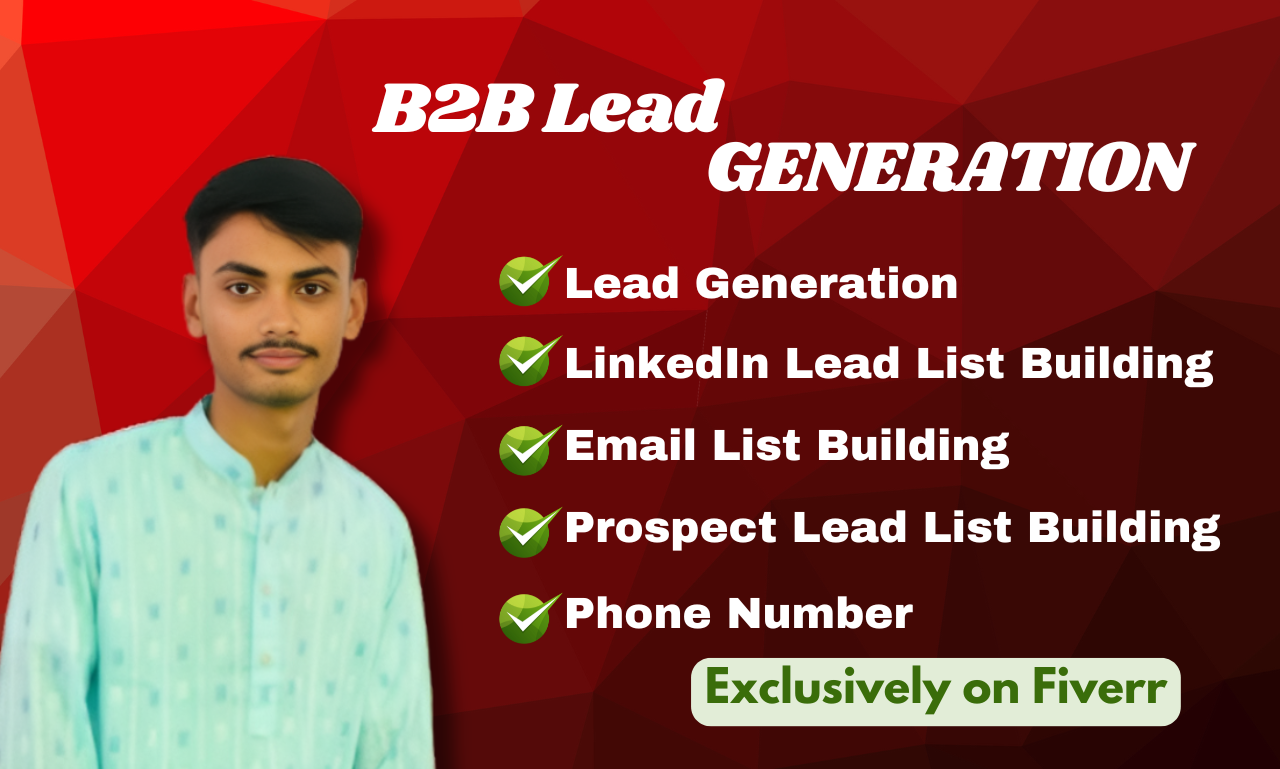 B2B Lead
GENERATION
Lead Generation
LinkedIn Lead List Building
Email List Building
Prospect Lead List Building
Phone Number
Exclusively on Fiverr